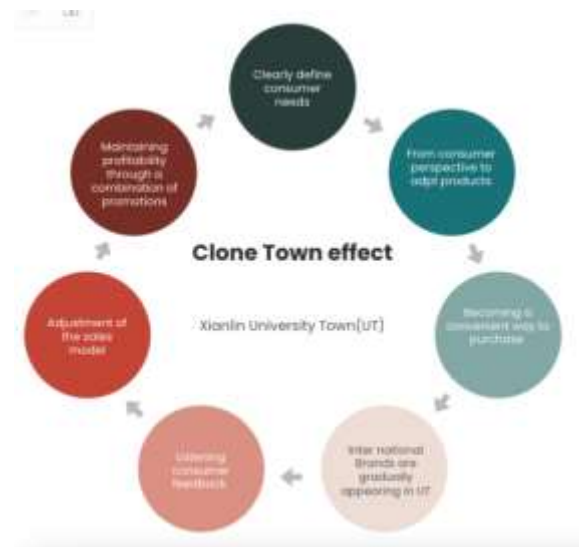 Clearly define
consumer
needs
From consumer
perspective to
adpt products
Becoming a
convenient way to
purchase
Inter national
Brands are
gradually
appearing in UT
Listening
consumer
feedback
Adjustment of
the sales
model
Maintaining
profitability
through a
combination of
promotions
Clone Town effect
Xianlin University Town(UT)